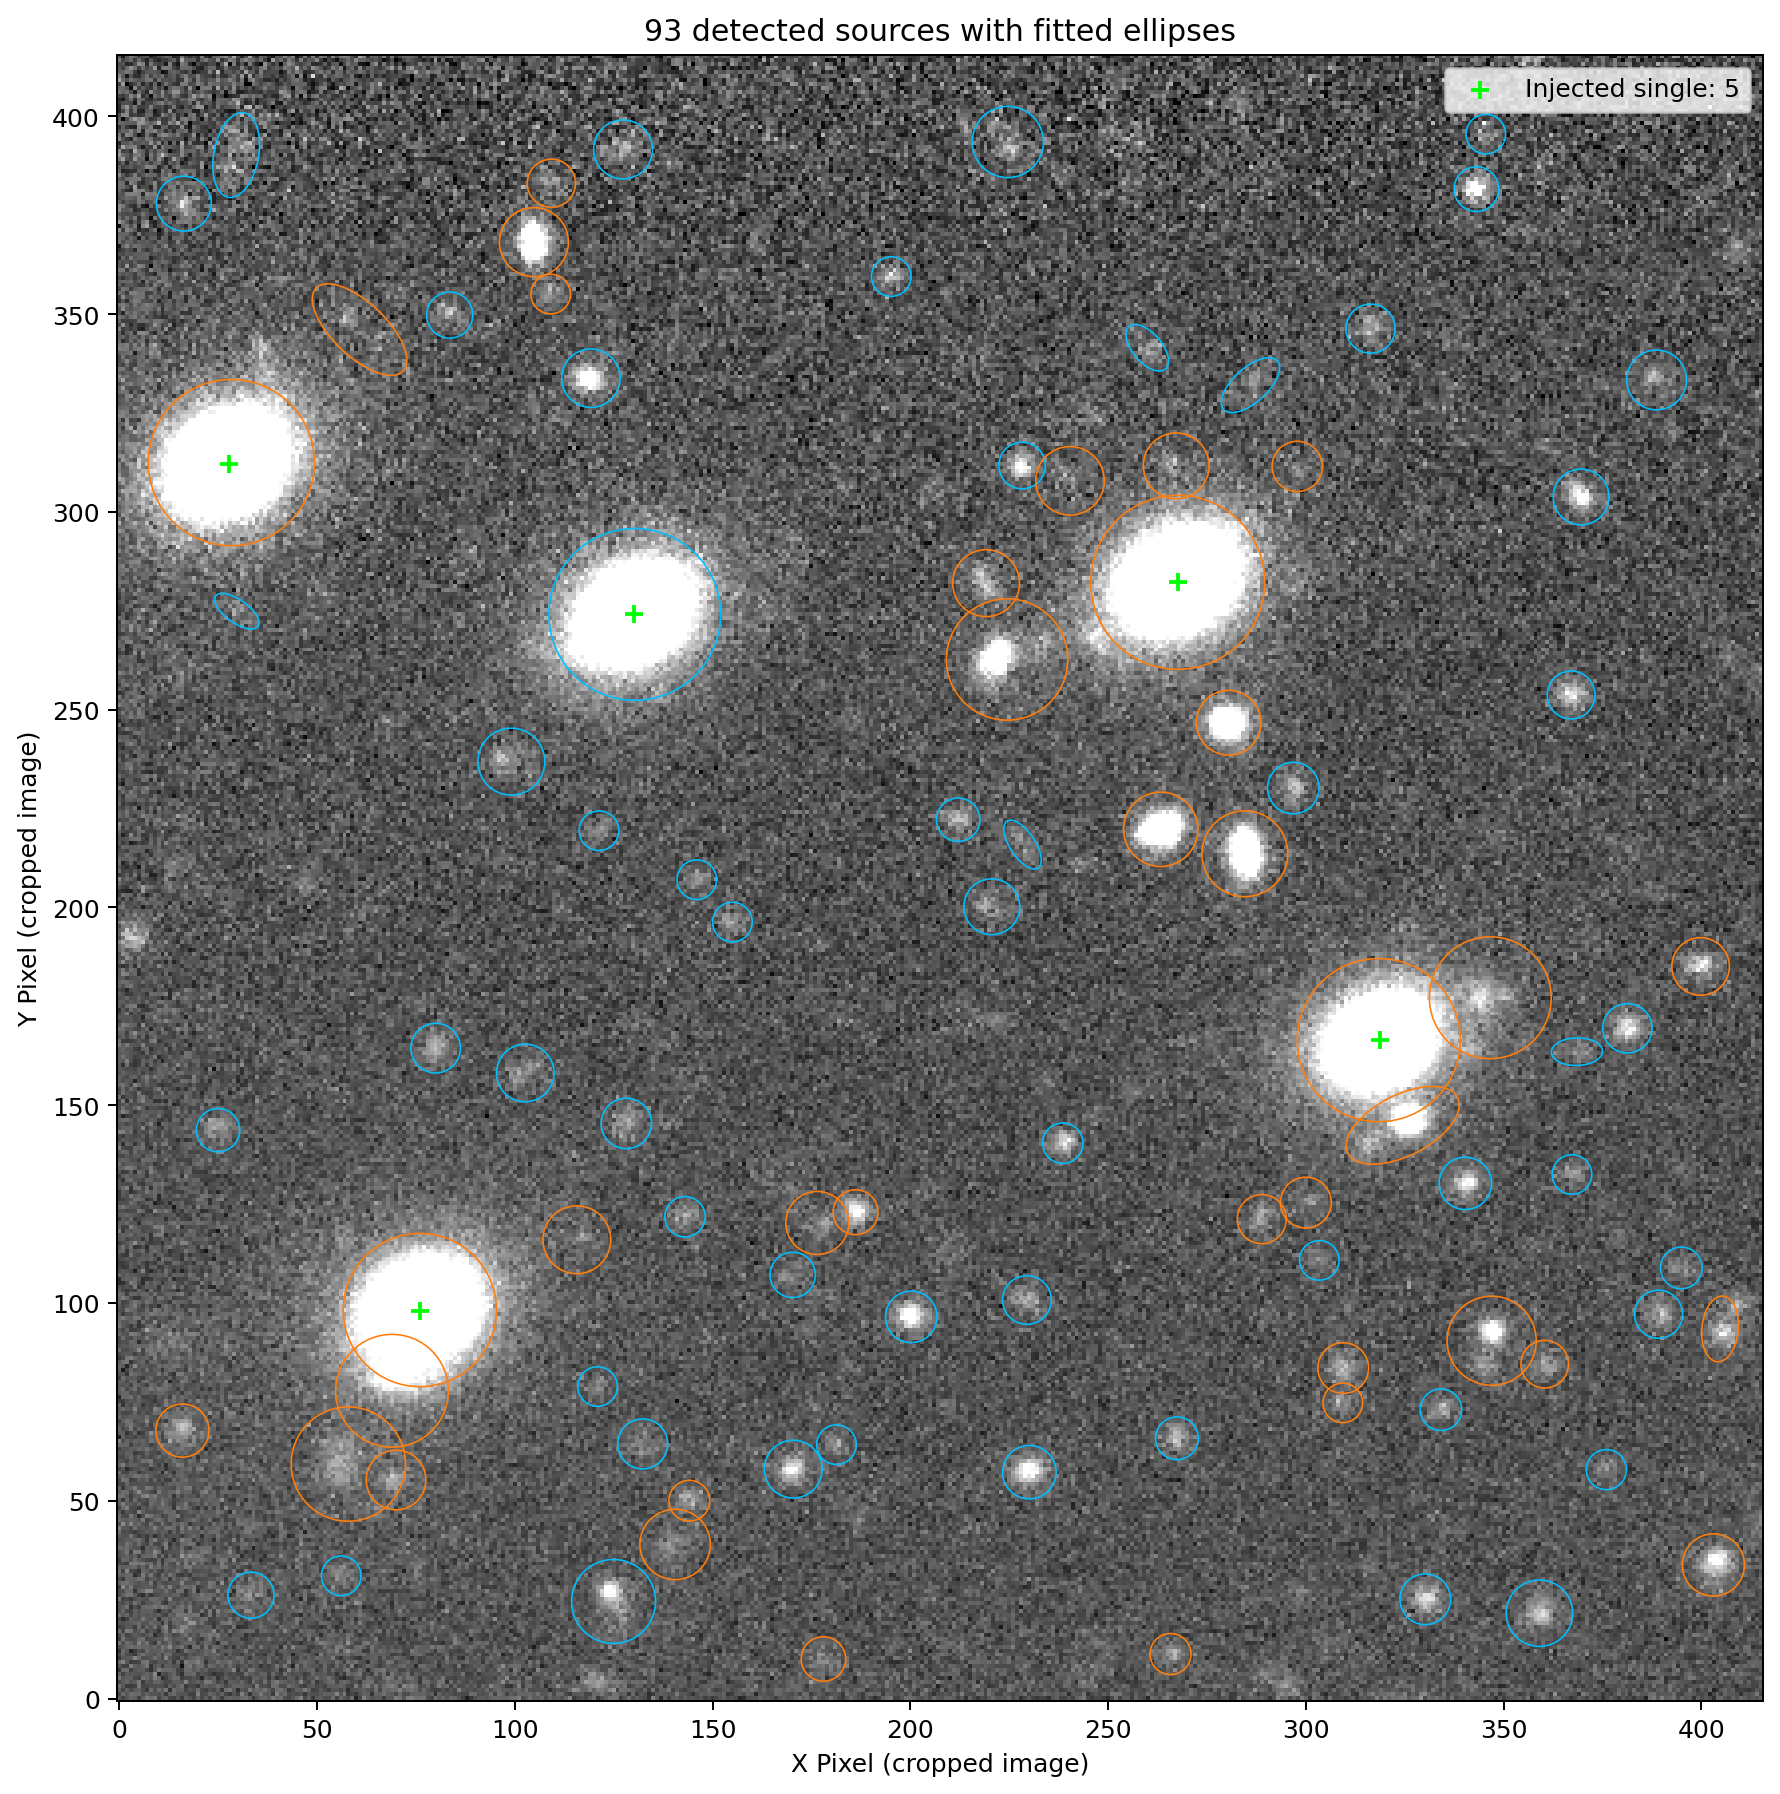 93 detected sources with fitted ellipses
Injected single: 5
Y Pixel (cropped image)
400
350
300
250
200
150
100
50
0
0 50 100 150 200 250 300 350 400
X Pixel (cropped image)